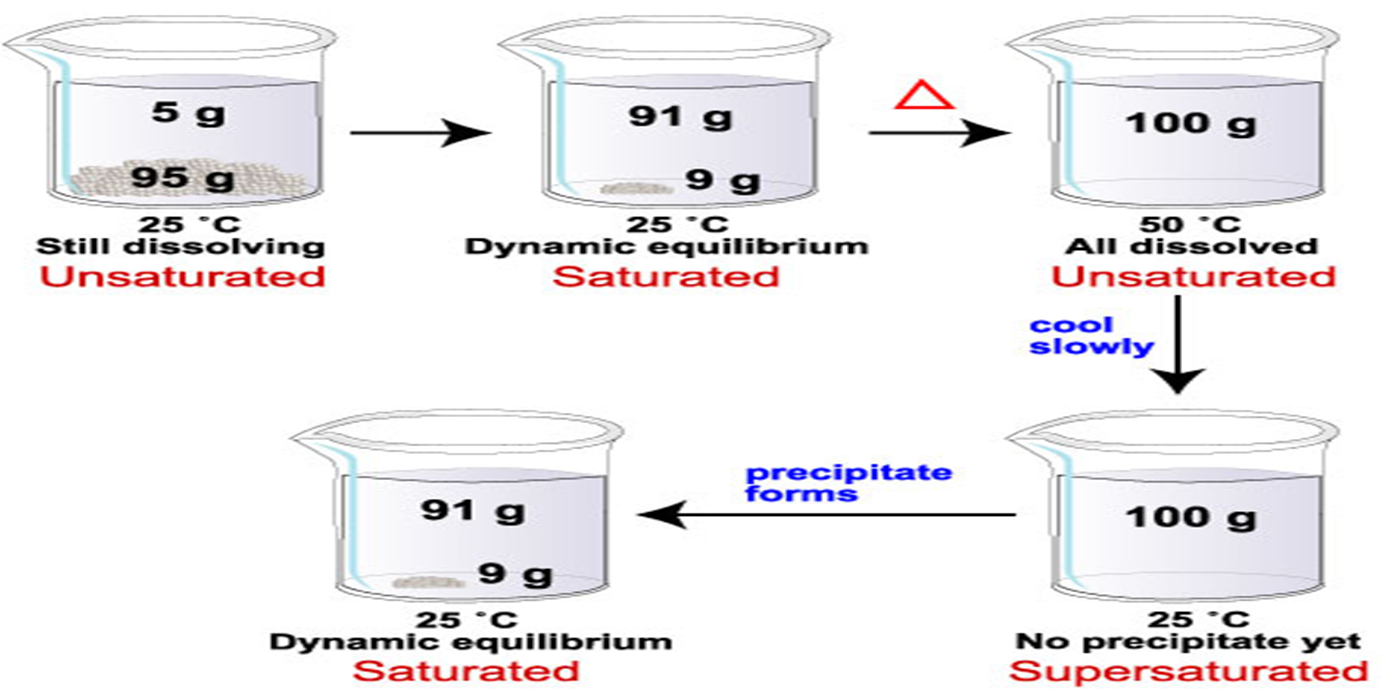 5 g
95 g
25 °C
Still dissolving
Unsaturated
91 g
9 g
25 °C
Dynamic equilibrium
Saturated
△
100 g
50 °C
All dissolved
Unsaturated
cool
slowly
100 g
25 °C
No precipitate yet
Supersaturated
precipitate
forms
91 g
9 g
25 °C
Dynamic equilibrium
Saturated